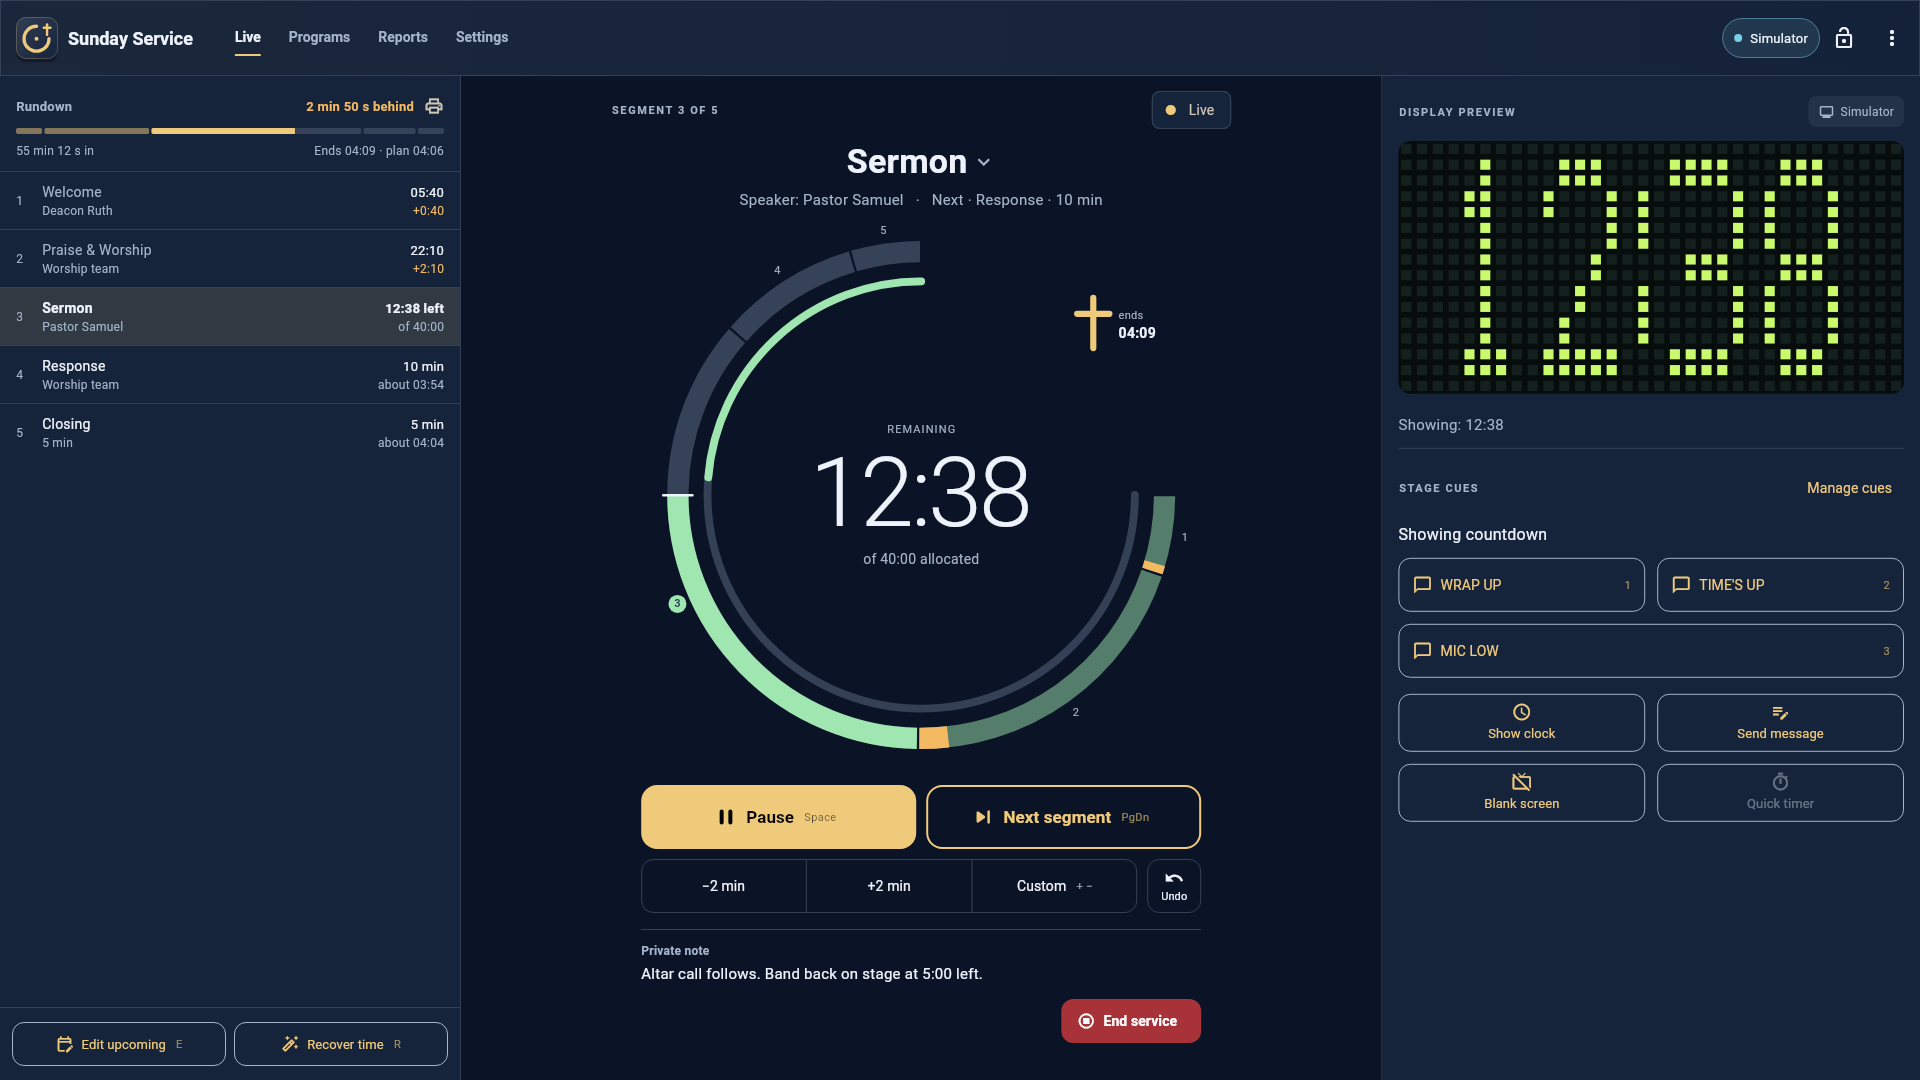 Sunday Service
Live
Programs
Reports
Settings
Simulator
Rundown
2 min 50 s behind
55 min 12 s in
Ends 04:09 · plan 04:06
1
Welcome
05:40
Deacon Ruth
+0:40
2
Praise & Worship
22:10
Worship team
+2:10
3
Sermon
12:38 left
Pastor Samuel
of 40:00
4
Response
10 min
Worship team
about 03:54
5
Closing
5 min
5 min
about 04:04
Edit upcoming E
Recover time R
SEGMENT 3 OF 5
Live
Sermon
Speaker: Pastor Samuel · Next · Response · 10 min
5
4
ends
04:09
REMAINING
12:38
of 40:00 allocated
1
3
2
Pause Space
Next segment PgDn
−2 min
+2 min
Custom + −
Undo
Private note
Altar call follows. Band back on stage at 5:00 left.
End service
DISPLAY PREVIEW
Simulator
12:38
Showing: 12:38
STAGE CUES
Manage cues
Showing countdown
WRAP UP 1
TIME'S UP 2
MIC LOW 3
Show clock
Send message
Blank screen
Quick timer